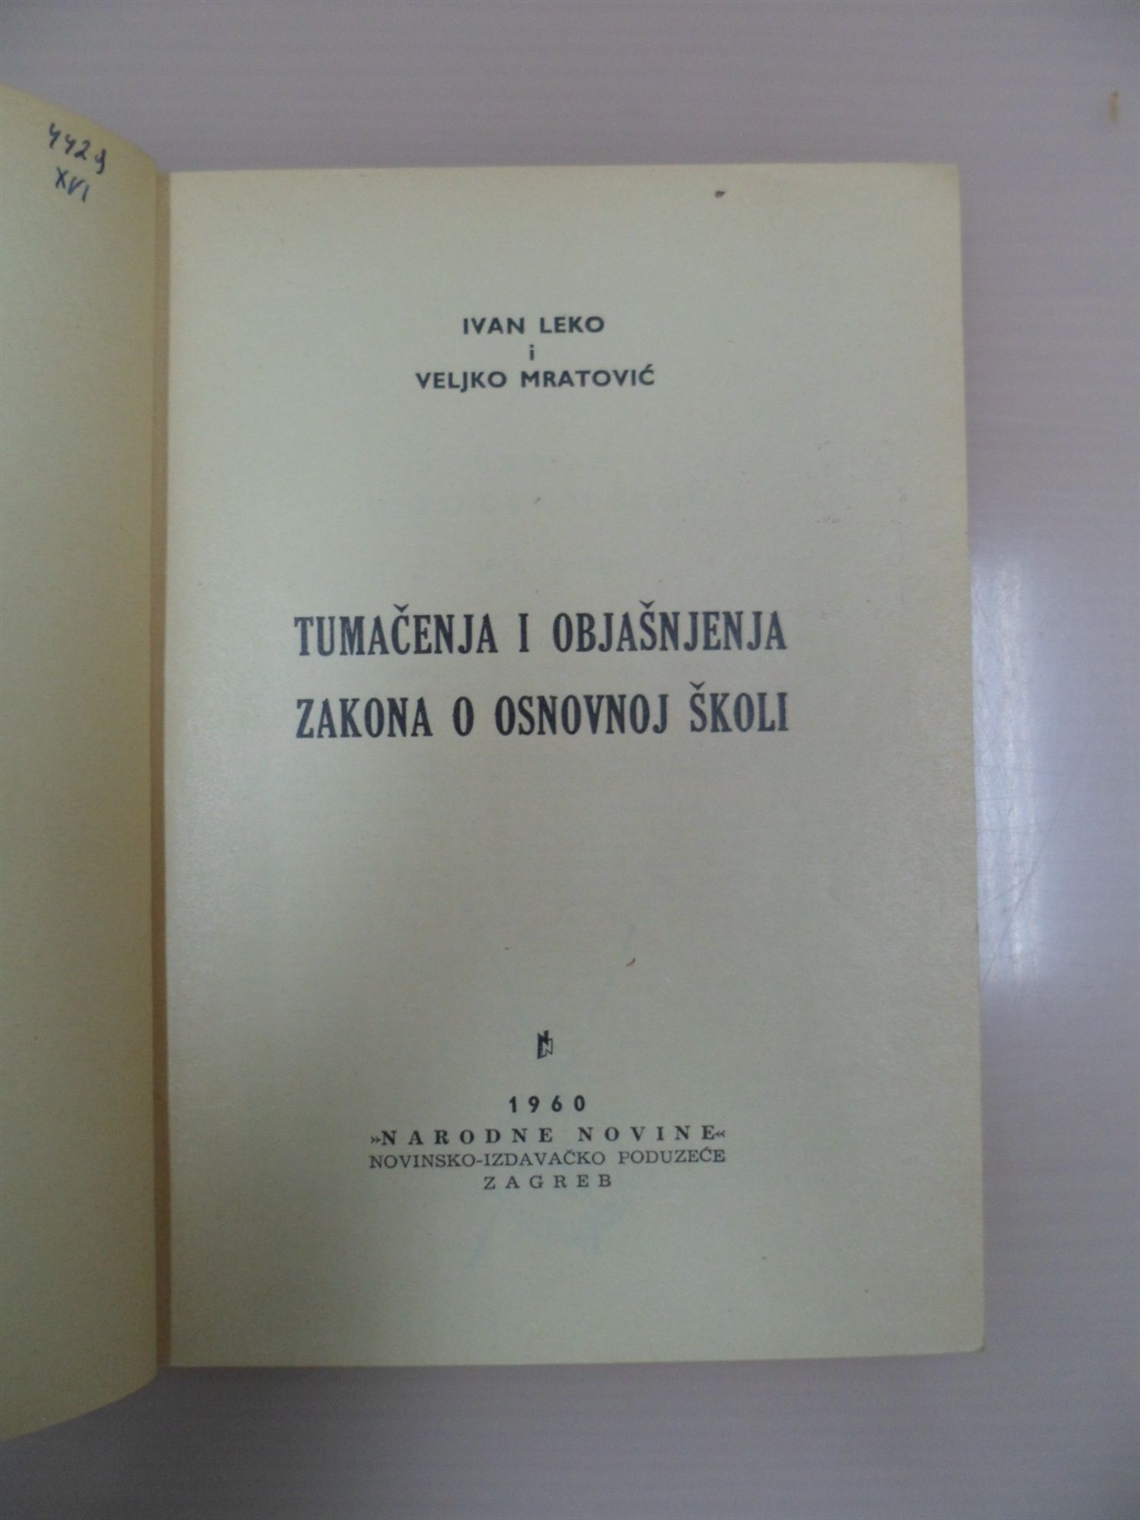 4429
XVI
IVAN LEKO
i
VELJKO MRATOVIĆ
TUMAČENJA I OBJAŠNJENJA
ZAKONA O OSNOVNOJ ŠKOLI
1960
»NARODNE NOVINE«
NOVINSKO-IZDAVAČKO PODUZEĆE
ZAGREB